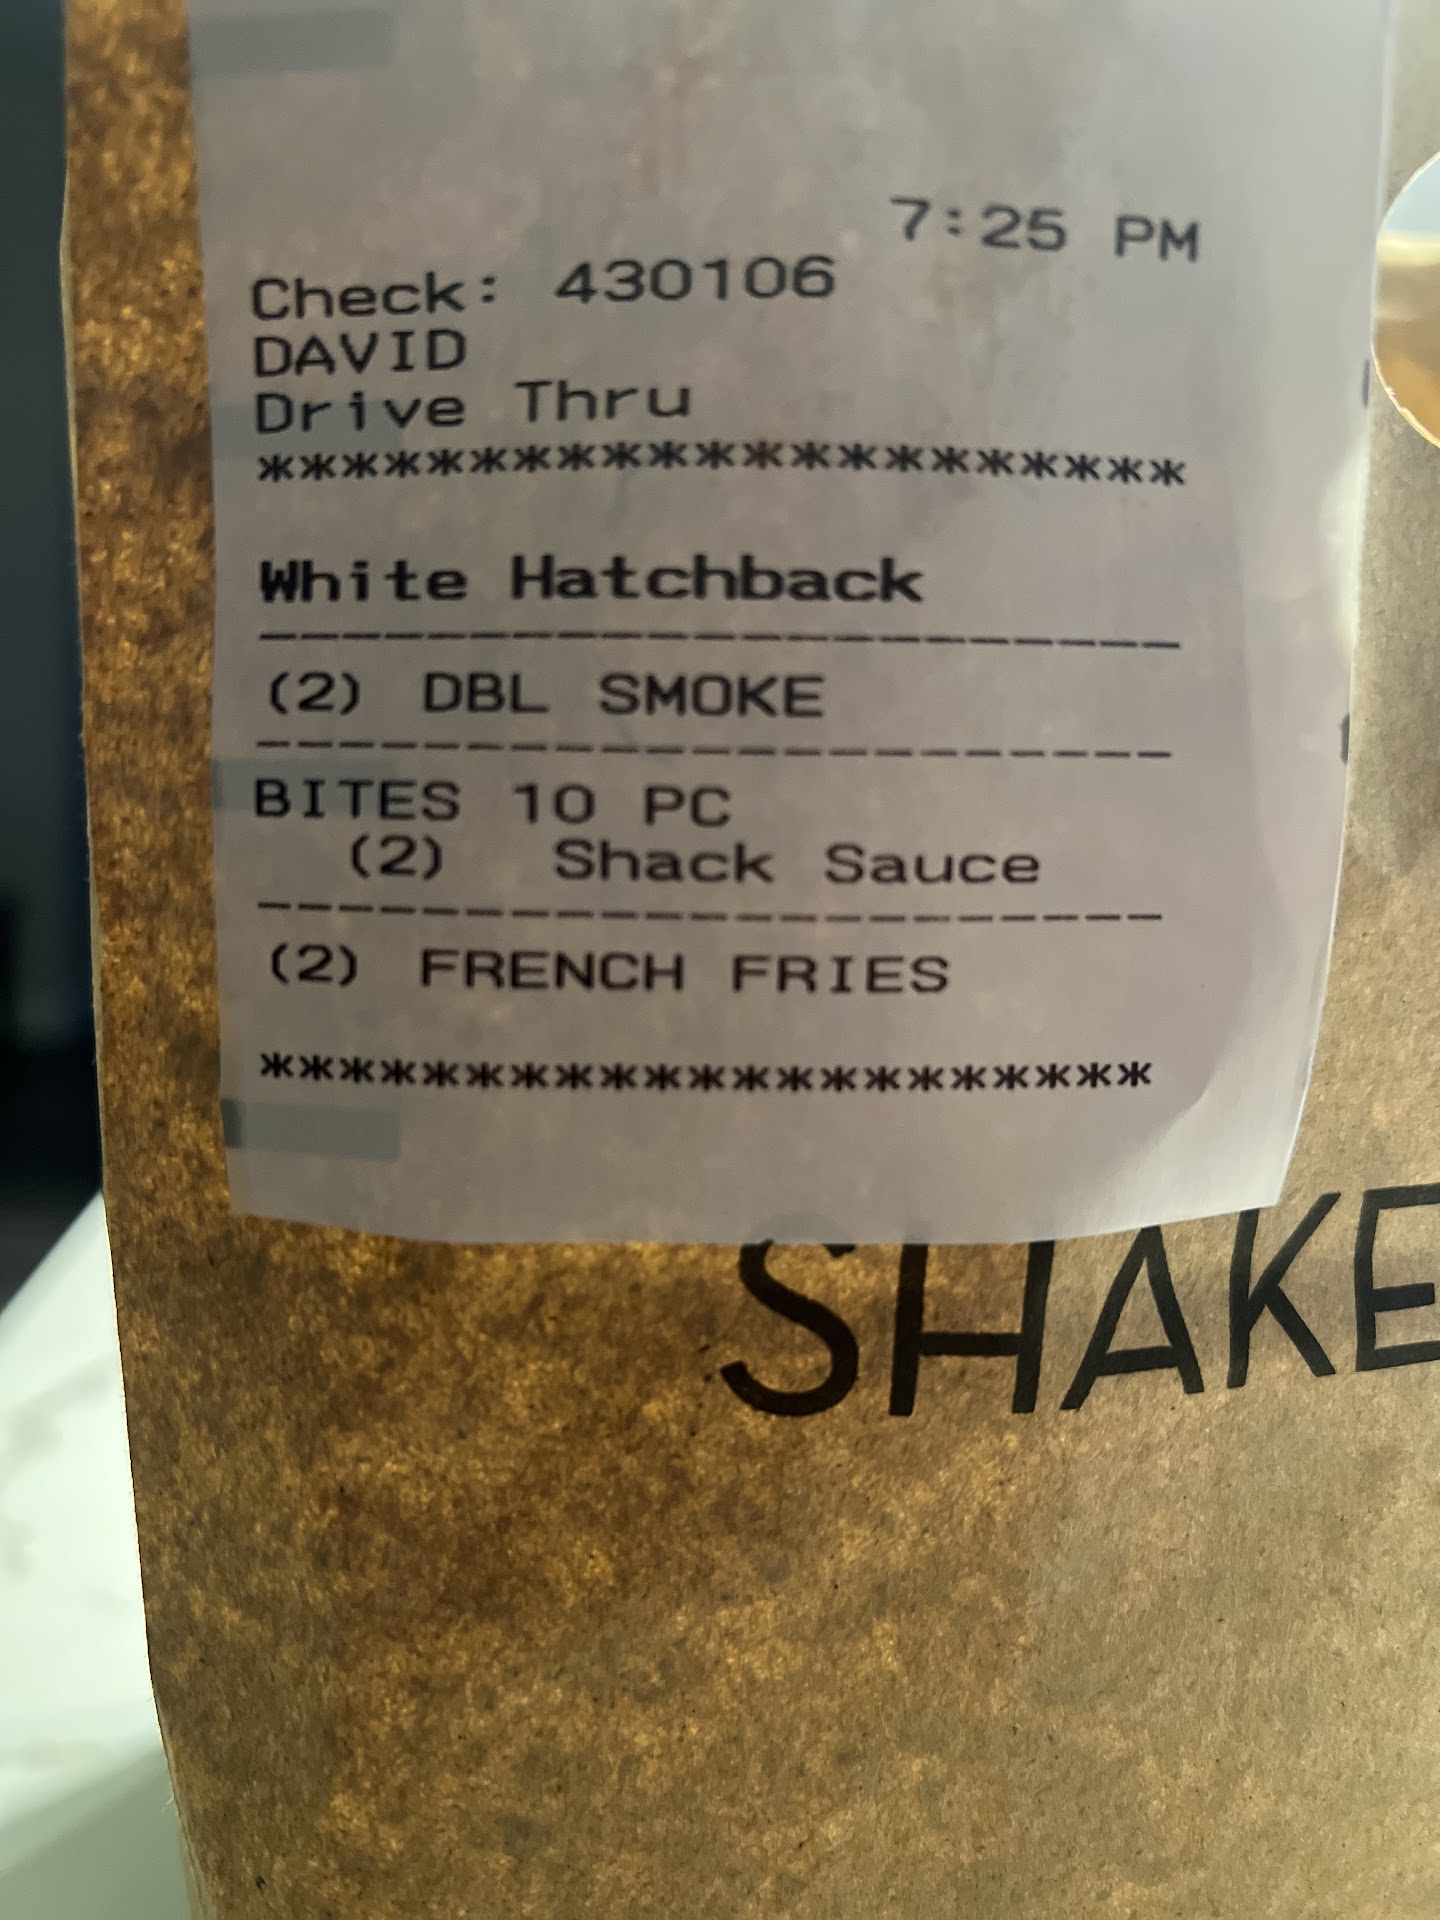 7:25 PM
Check: 430106
DAVID
Drive Thru
**********************
White Hatchback
----------------------
(2) DBL SMOKE
----------------------
BITES 10 PC
(2) Shack Sauce
----------------------
(2) FRENCH FRIES
**********************
SHAKE